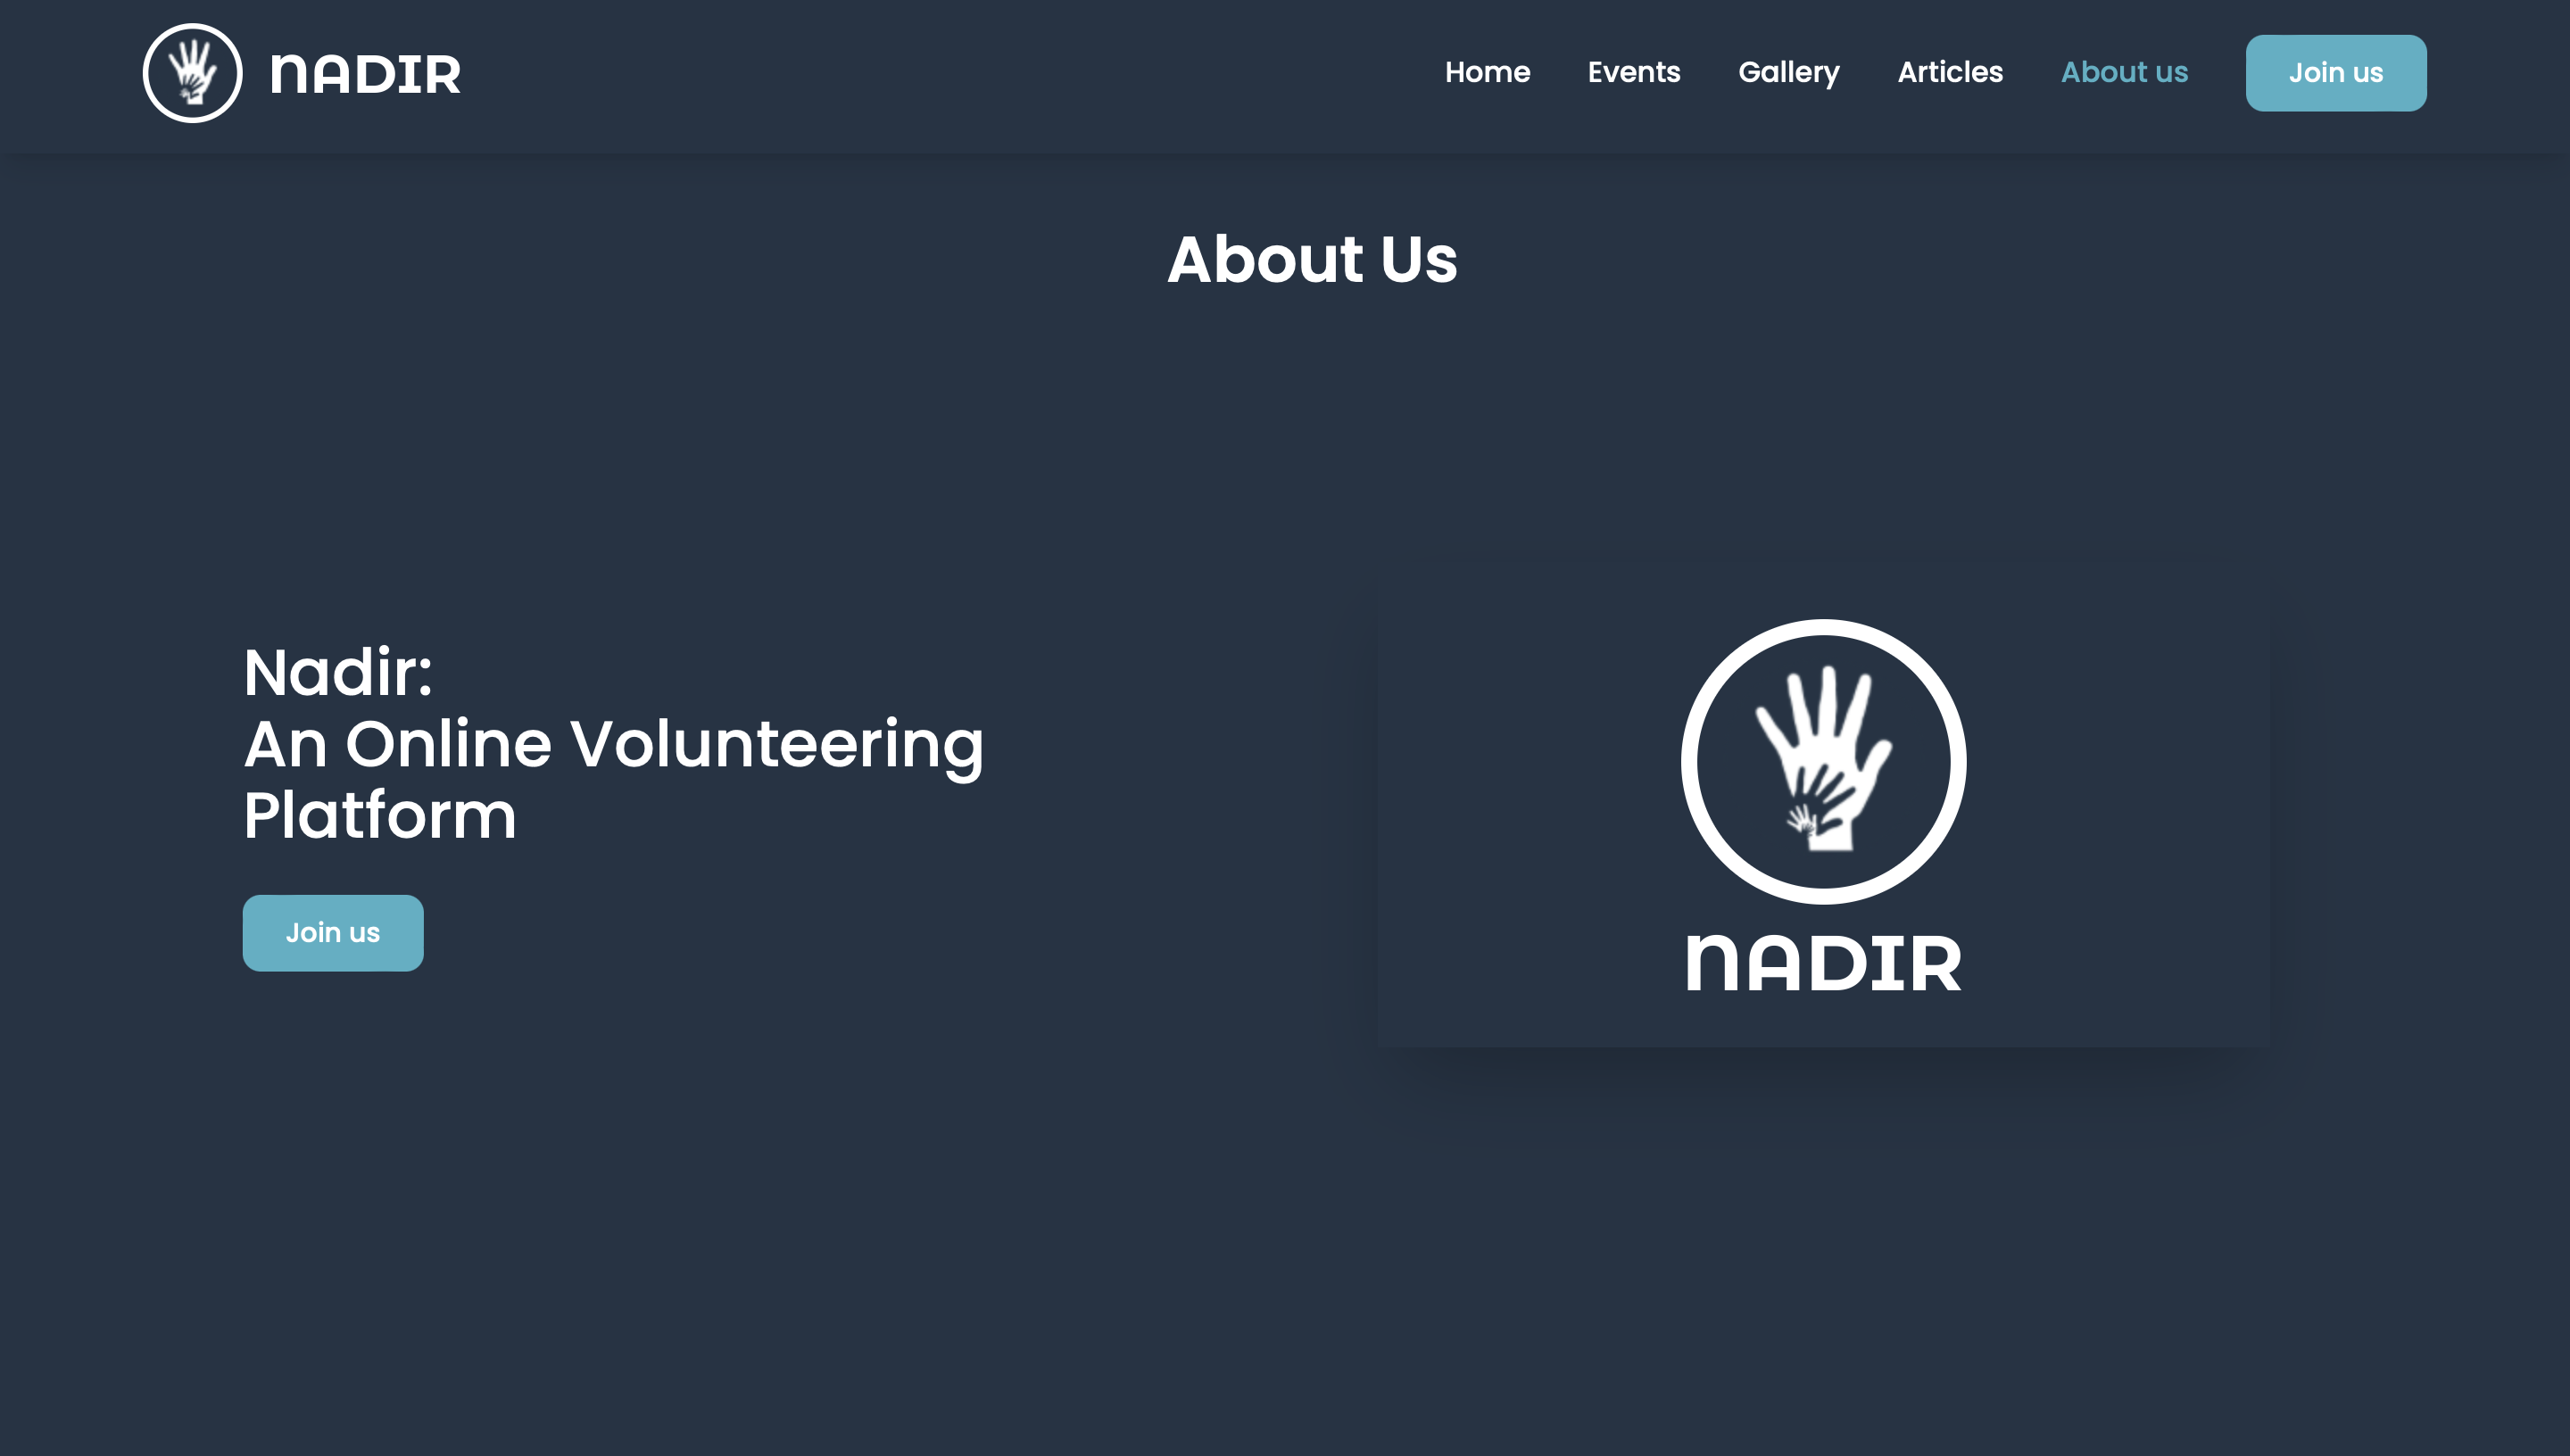 NADIR
Home Events Gallery Articles About us Join us
About Us
Nadir:
An Online Volunteering
Platform
Join us
NADIR